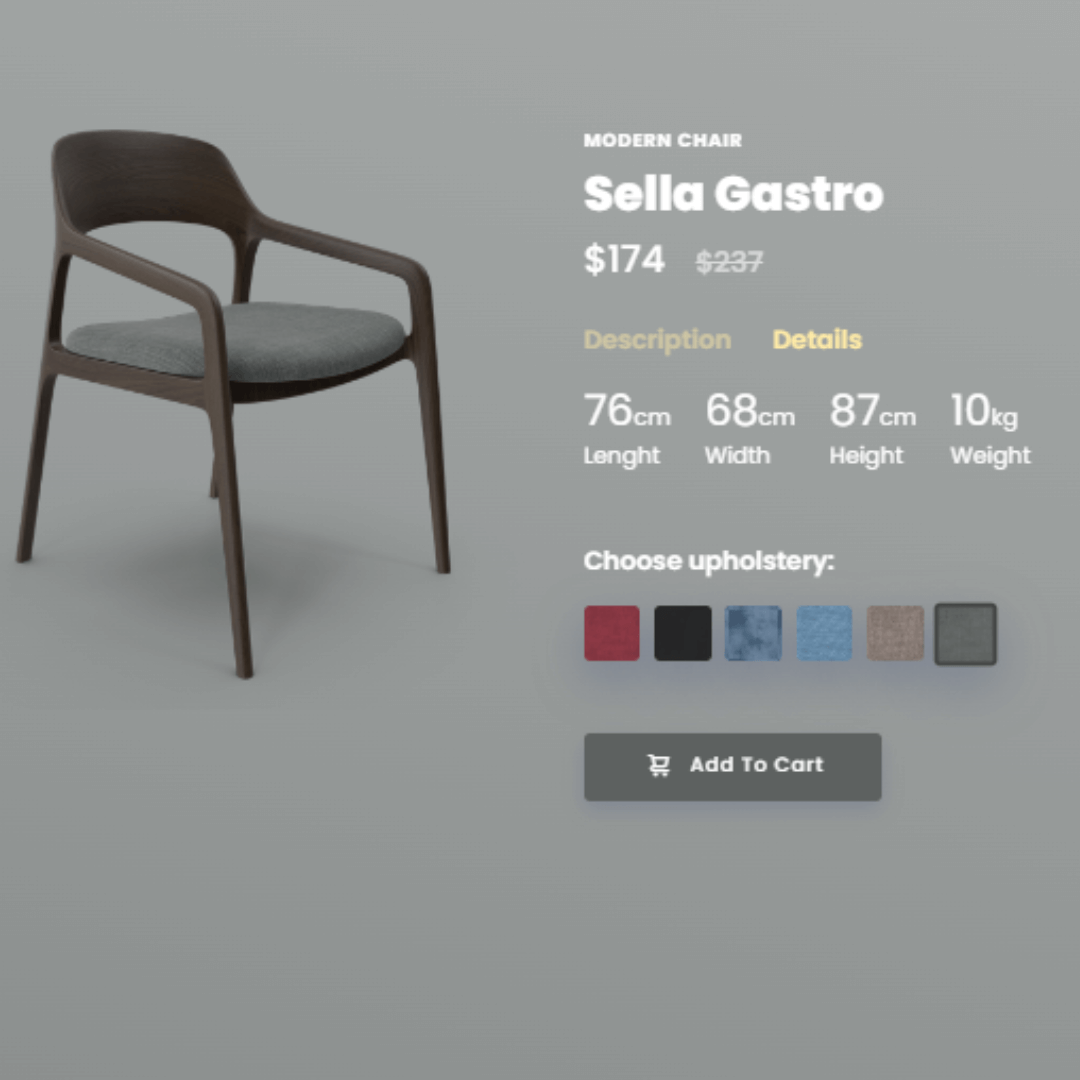 MODERN CHAIR
Sella Gastro
$174 $237
Description Details
76cm 68cm 87cm 10kg
Lenght Width Height Weight
Choose upholstery:
Add To Cart